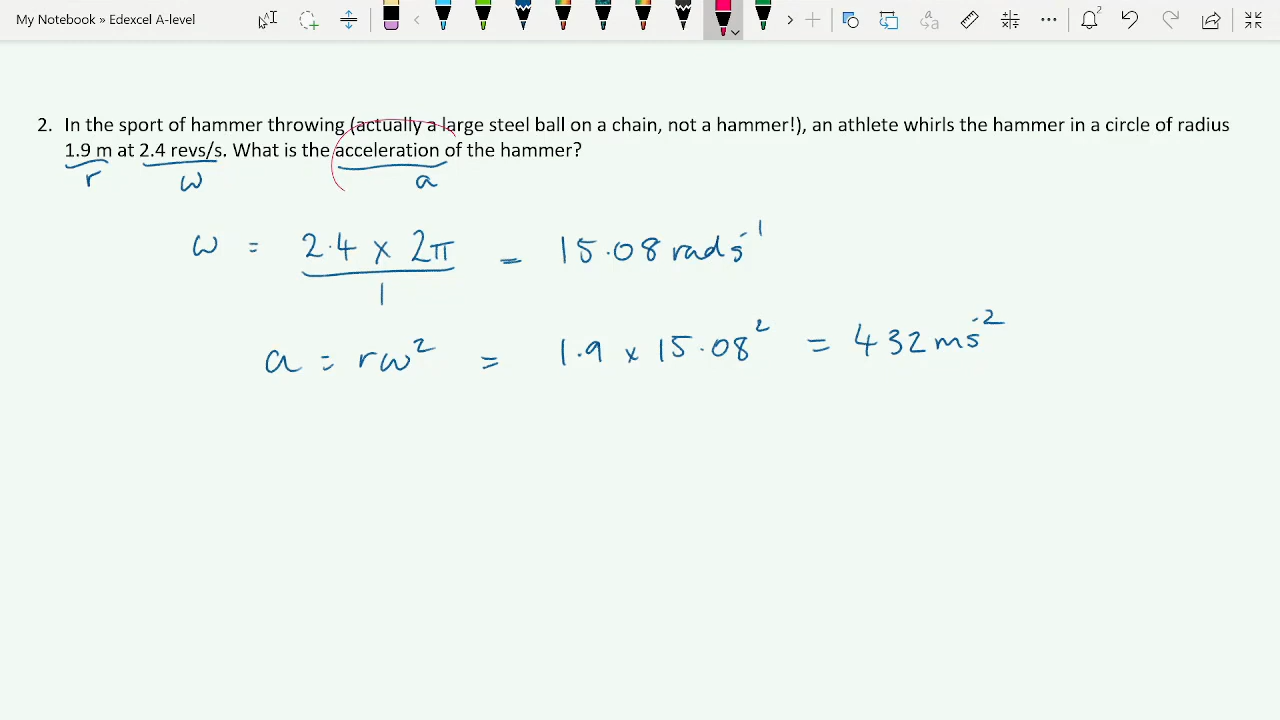 My Notebook » Edexcel A-level
2. In the sport of hammer throwing (actually a large steel ball on a chain, not a hammer!), an athlete whirls the hammer in a circle of radius
1.9 m at 2.4 revs/s. What is the acceleration of the hammer?
r ω a
ω = 2.4 × 2π / 1 = 15.08 rads⁻¹
a = rω² = 1.9 × 15.08² = 432 ms⁻²